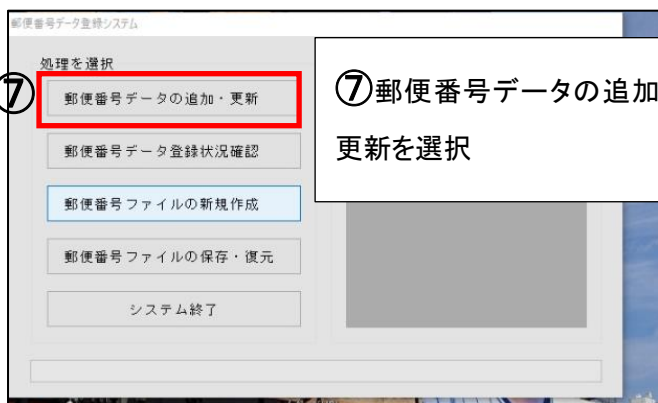 郵便番号データ登録システム
処理を選択
⑦
郵便番号データの追加・更新
⑦郵便番号データの追加
更新を選択
郵便番号データ登録状況確認
郵便番号ファイルの新規作成
郵便番号ファイルの保存・復元
システム終了